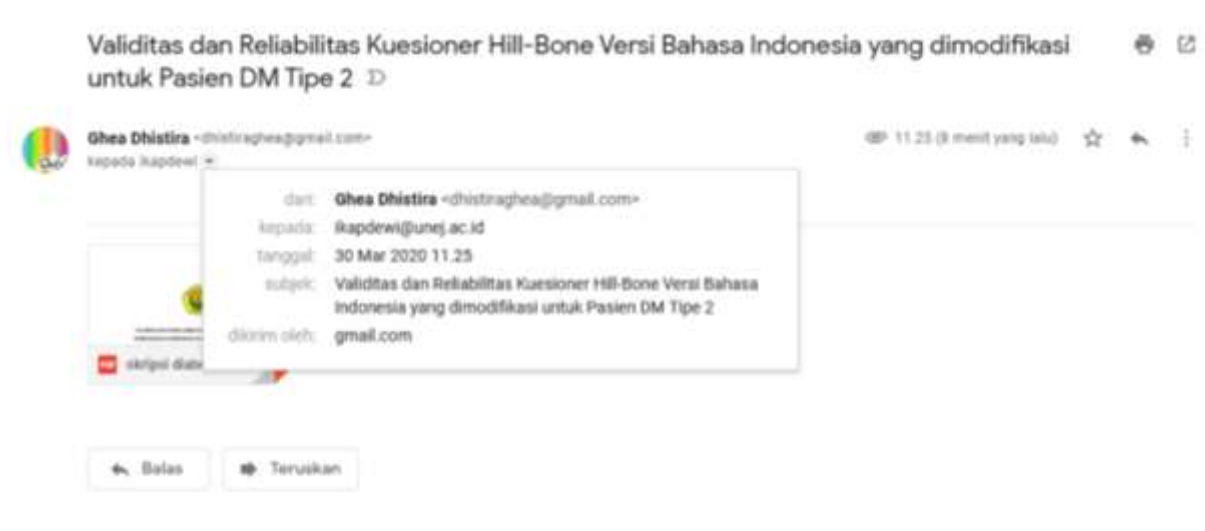 Validitas dan Reliabilitas Kuesioner Hill-Bone Versi Bahasa Indonesia yang dimodifikasi
untuk Pasien DM Tipe 2
Ghea Dhistira <dhistiraghea@gmail.com>
11.25 (8 menit yang lalu)
kepada ikapdewi
dari: Ghea Dhistira <dhistiraghea@gmail.com>
kepada: ikapdewi@unej.ac.id
tanggal: 30 Mar 2020 11.25
subjek: Validitas dan Reliabilitas Kuesioner Hill-Bone Versi Bahasa
Indonesia yang dimodifikasi untuk Pasien DM Tipe 2
dikirim oleh: gmail.com
skripsi
Balas
Teruskan